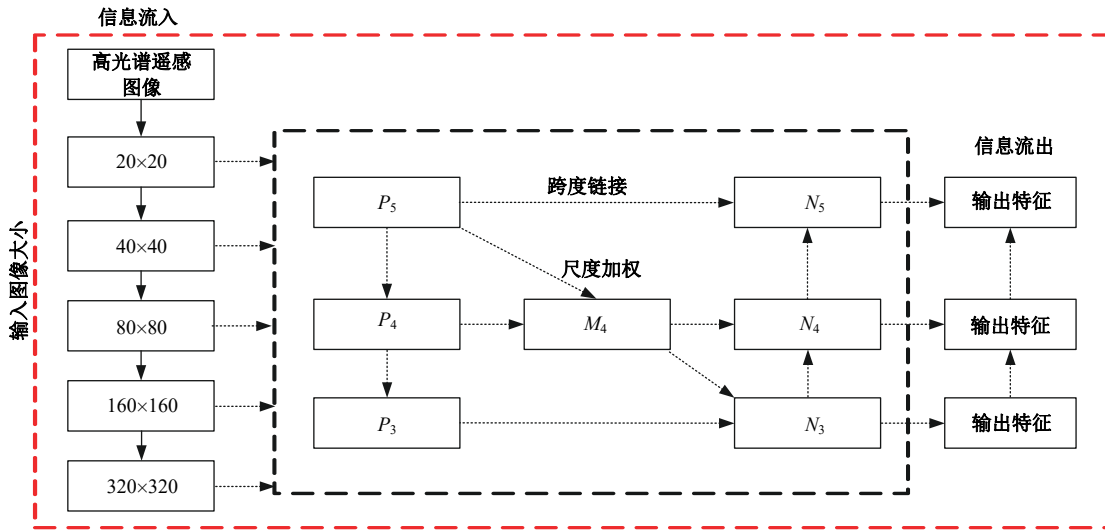 信息流入
输入图像大小
高光谱遥感
图像
20×20
40×40
80×80
160×160
320×320
P5
跨度链接
N5
尺度加权
P4
M4
N4
P3
N3
信息流出
输出特征
输出特征
输出特征